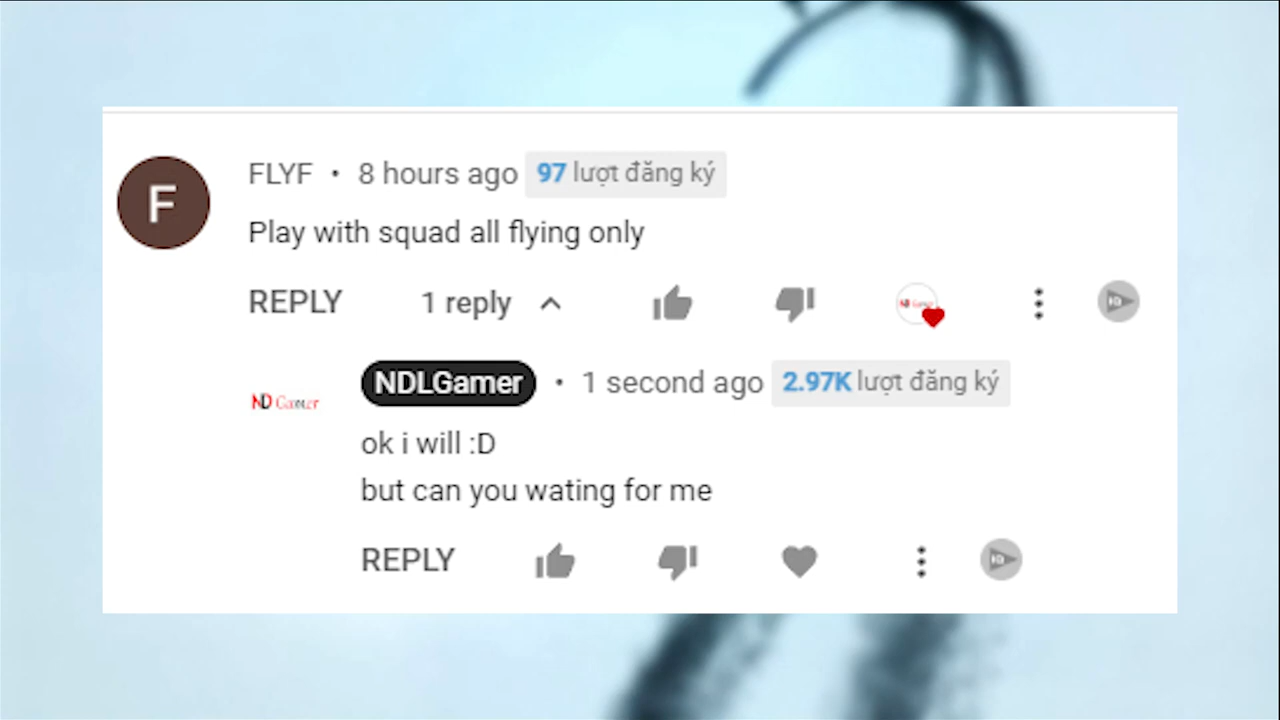 F
FLYF • 8 hours ago 97 lượt đăng ký
Play with squad all flying only
REPLY 1 reply
ND Gamer
NDLGamer • 1 second ago 2.97K lượt đăng ký
ok i will :D
but can you wating for me
REPLY